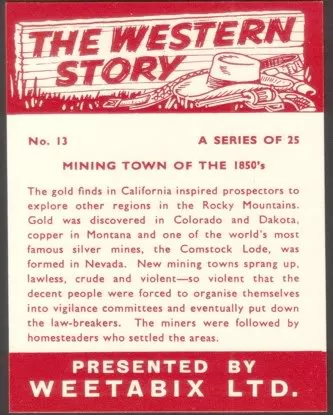 THE WESTERN
STORY
No. 13 A SERIES OF 25
MINING TOWN OF THE 1850's
The gold finds in California inspired prospectors to
explore other regions in the Rocky Mountains.
Gold was discovered in Colorado and Dakota,
copper in Montana and one of the world's most
famous silver mines, the Comstock Lode, was
formed in Nevada. New mining towns sprang up,
lawless, crude and violent—so violent that the
decent people were forced to organise themselves
into vigilance committees and eventually put down
the law-breakers. The miners were followed by
homesteaders who settled the areas.
PRESENTED BY
WEETABIX LTD.